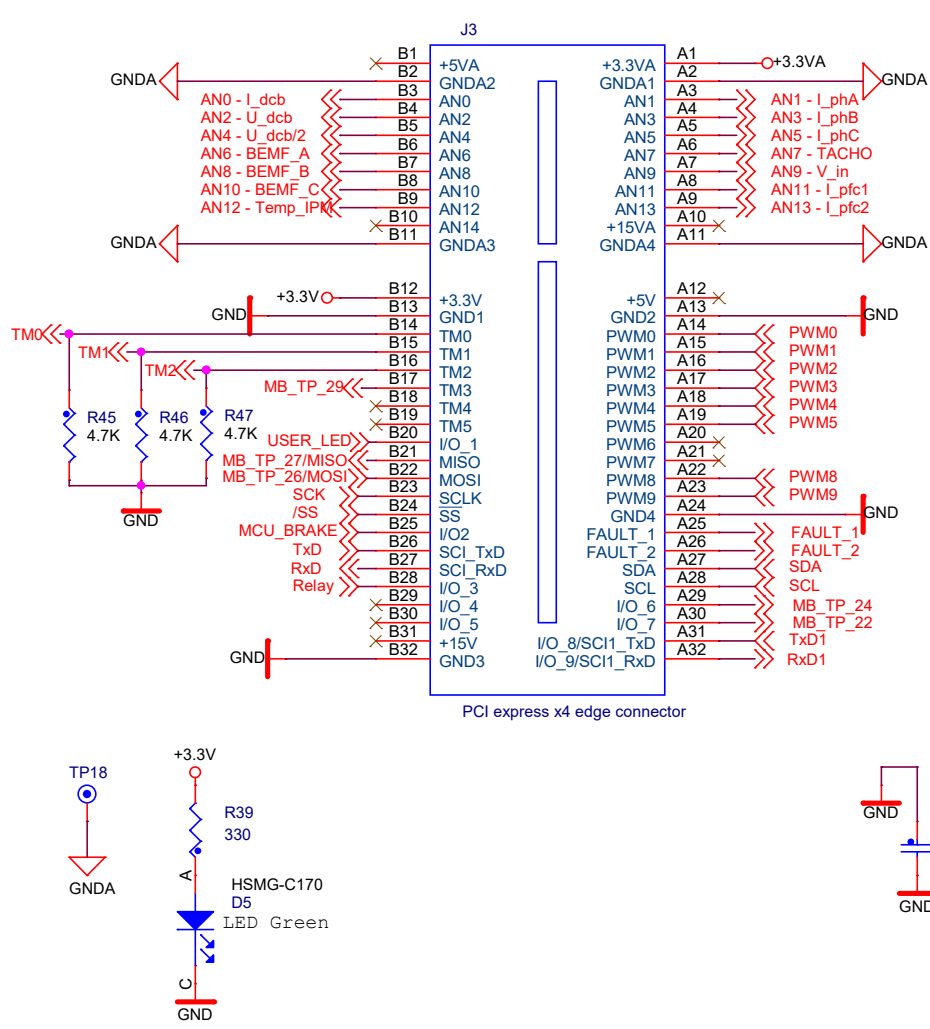 J3
B1 +5VA +3.3VA A1 +3.3VA
GNDA B2 GNDA2 GNDA1 A2 GNDA
AN0 - I_dcb B3 AN0 AN1 A3 AN1 - I_phA
AN2 - U_dcb B4 AN2 AN3 A4 AN3 - I_phB
AN4 - U_dcb/2 B5 AN4 AN5 A5 AN5 - I_phC
AN6 - BEMF_A B6 AN6 AN7 A6 AN7 - TACHO
AN8 - BEMF_B B7 AN8 AN9 A7 AN9 - V_in
AN10 - BEMF_C B8 AN10 AN11 A8 AN11 - I_pfc1
AN12 - Temp_IPM B9 AN12 AN13 A9 AN13 - I_pfc2
B10 AN14 +15VA A10
GNDA B11 GNDA3 GNDA4 A11 GNDA
+3.3V B12 +3.3V +5V A12
GND B13 GND1 GND2 A13 GND
TM0 B14 TM0 PWM0 A14 PWM0
TM1 B15 TM1 PWM1 A15 PWM1
TM2 B16 TM2 PWM2 A16 PWM2
MB_TP_29 B17 TM3 PWM3 A17 PWM3
B18 TM4 PWM4 A18 PWM4
B19 TM5 PWM5 A19 PWM5
USER_LED B20 I/O_1 PWM6 A20
MB_TP_27/MISO B21 MISO PWM7 A21
MB_TP_26/MOSI B22 MOSI PWM8 A22 PWM8
SCK B23 SCLK PWM9 A23 PWM9
/SS B24 SS GND4 A24 GND
MCU_BRAKE B25 I/O2 FAULT_1 A25 FAULT_1
TxD B26 SCI_TxD FAULT_2 A26 FAULT_2
RxD B27 SCI_RxD SDA A27 SDA
Relay B28 I/O_3 SCL A28 SCL
B29 I/O_4 I/O_6 A29 MB_TP_24
B30 I/O_5 I/O_7 A30 MB_TP_22
B31 +15V I/O_8/SCI1_TxD A31 TxD1
GND B32 GND3 I/O_9/SCI1_RxD A32 RxD1
R45 R46 R47
4.7K 4.7K 4.7K
GND
PCI express x4 edge connector
TP18
GNDA
+3.3V
R39
330
A
HSMG-C170
D5
LED Green
C
GND
GND
GND